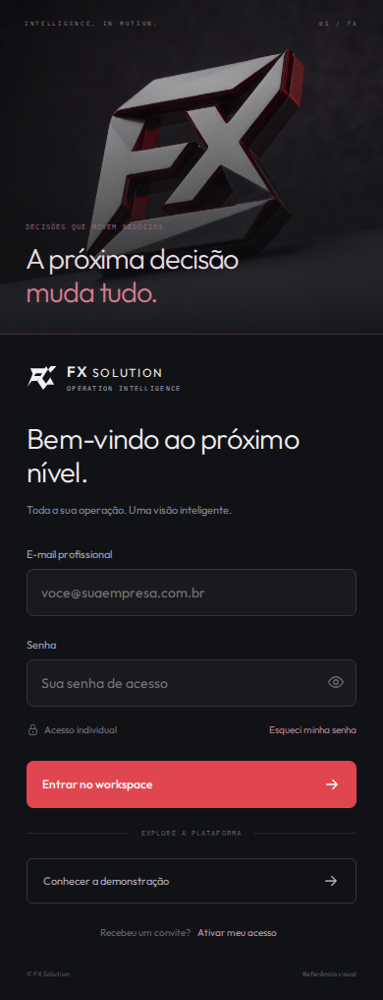 INTELLIGENCE, IN MOTION.
01 / FX
FX
DECISÕES QUE MOVEM NEGÓCIOS
A próxima decisão
muda tudo.
FX SOLUTION
OPERATION INTELLIGENCE
Bem-vindo ao próximo
nível.
Toda a sua operação. Uma visão inteligente.
E-mail profissional
voce@suaempresa.com.br
Senha
Sua senha de acesso
Acesso individual
Esqueci minha senha
Entrar no workspace
EXPLORE A PLATAFORMA
Conhecer a demonstração
Recebeu um convite? Ativar meu acesso
© FX Solution
Referência visual